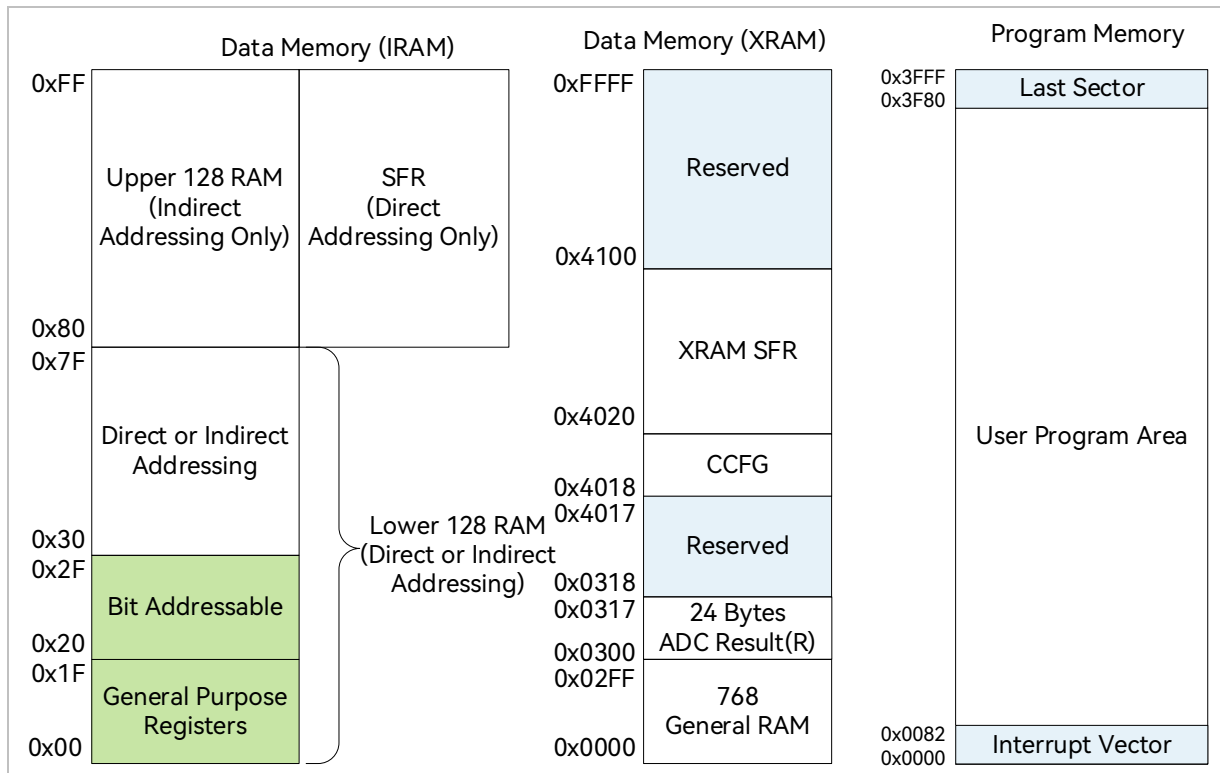 Data Memory (IRAM)
0xFF
Upper 128 RAM
(Indirect
Addressing Only)
SFR
(Direct
Addressing Only)
0x80
0x7F
Direct or Indirect
Addressing
0x30
0x2F
Bit Addressable
0x20
0x1F
General Purpose
Registers
0x00
Lower 128 RAM
(Direct or Indirect
Addressing)
Data Memory (XRAM)
0xFFFF
Reserved
0x4100
XRAM SFR
0x4020
CCFG
0x4018
0x4017
Reserved
0x0318
0x0317
24 Bytes
ADC Result(R)
0x0300
0x02FF
768
General RAM
0x0000
Program Memory
0x3FFF
Last Sector
0x3F80
User Program Area
0x0082
Interrupt Vector
0x0000